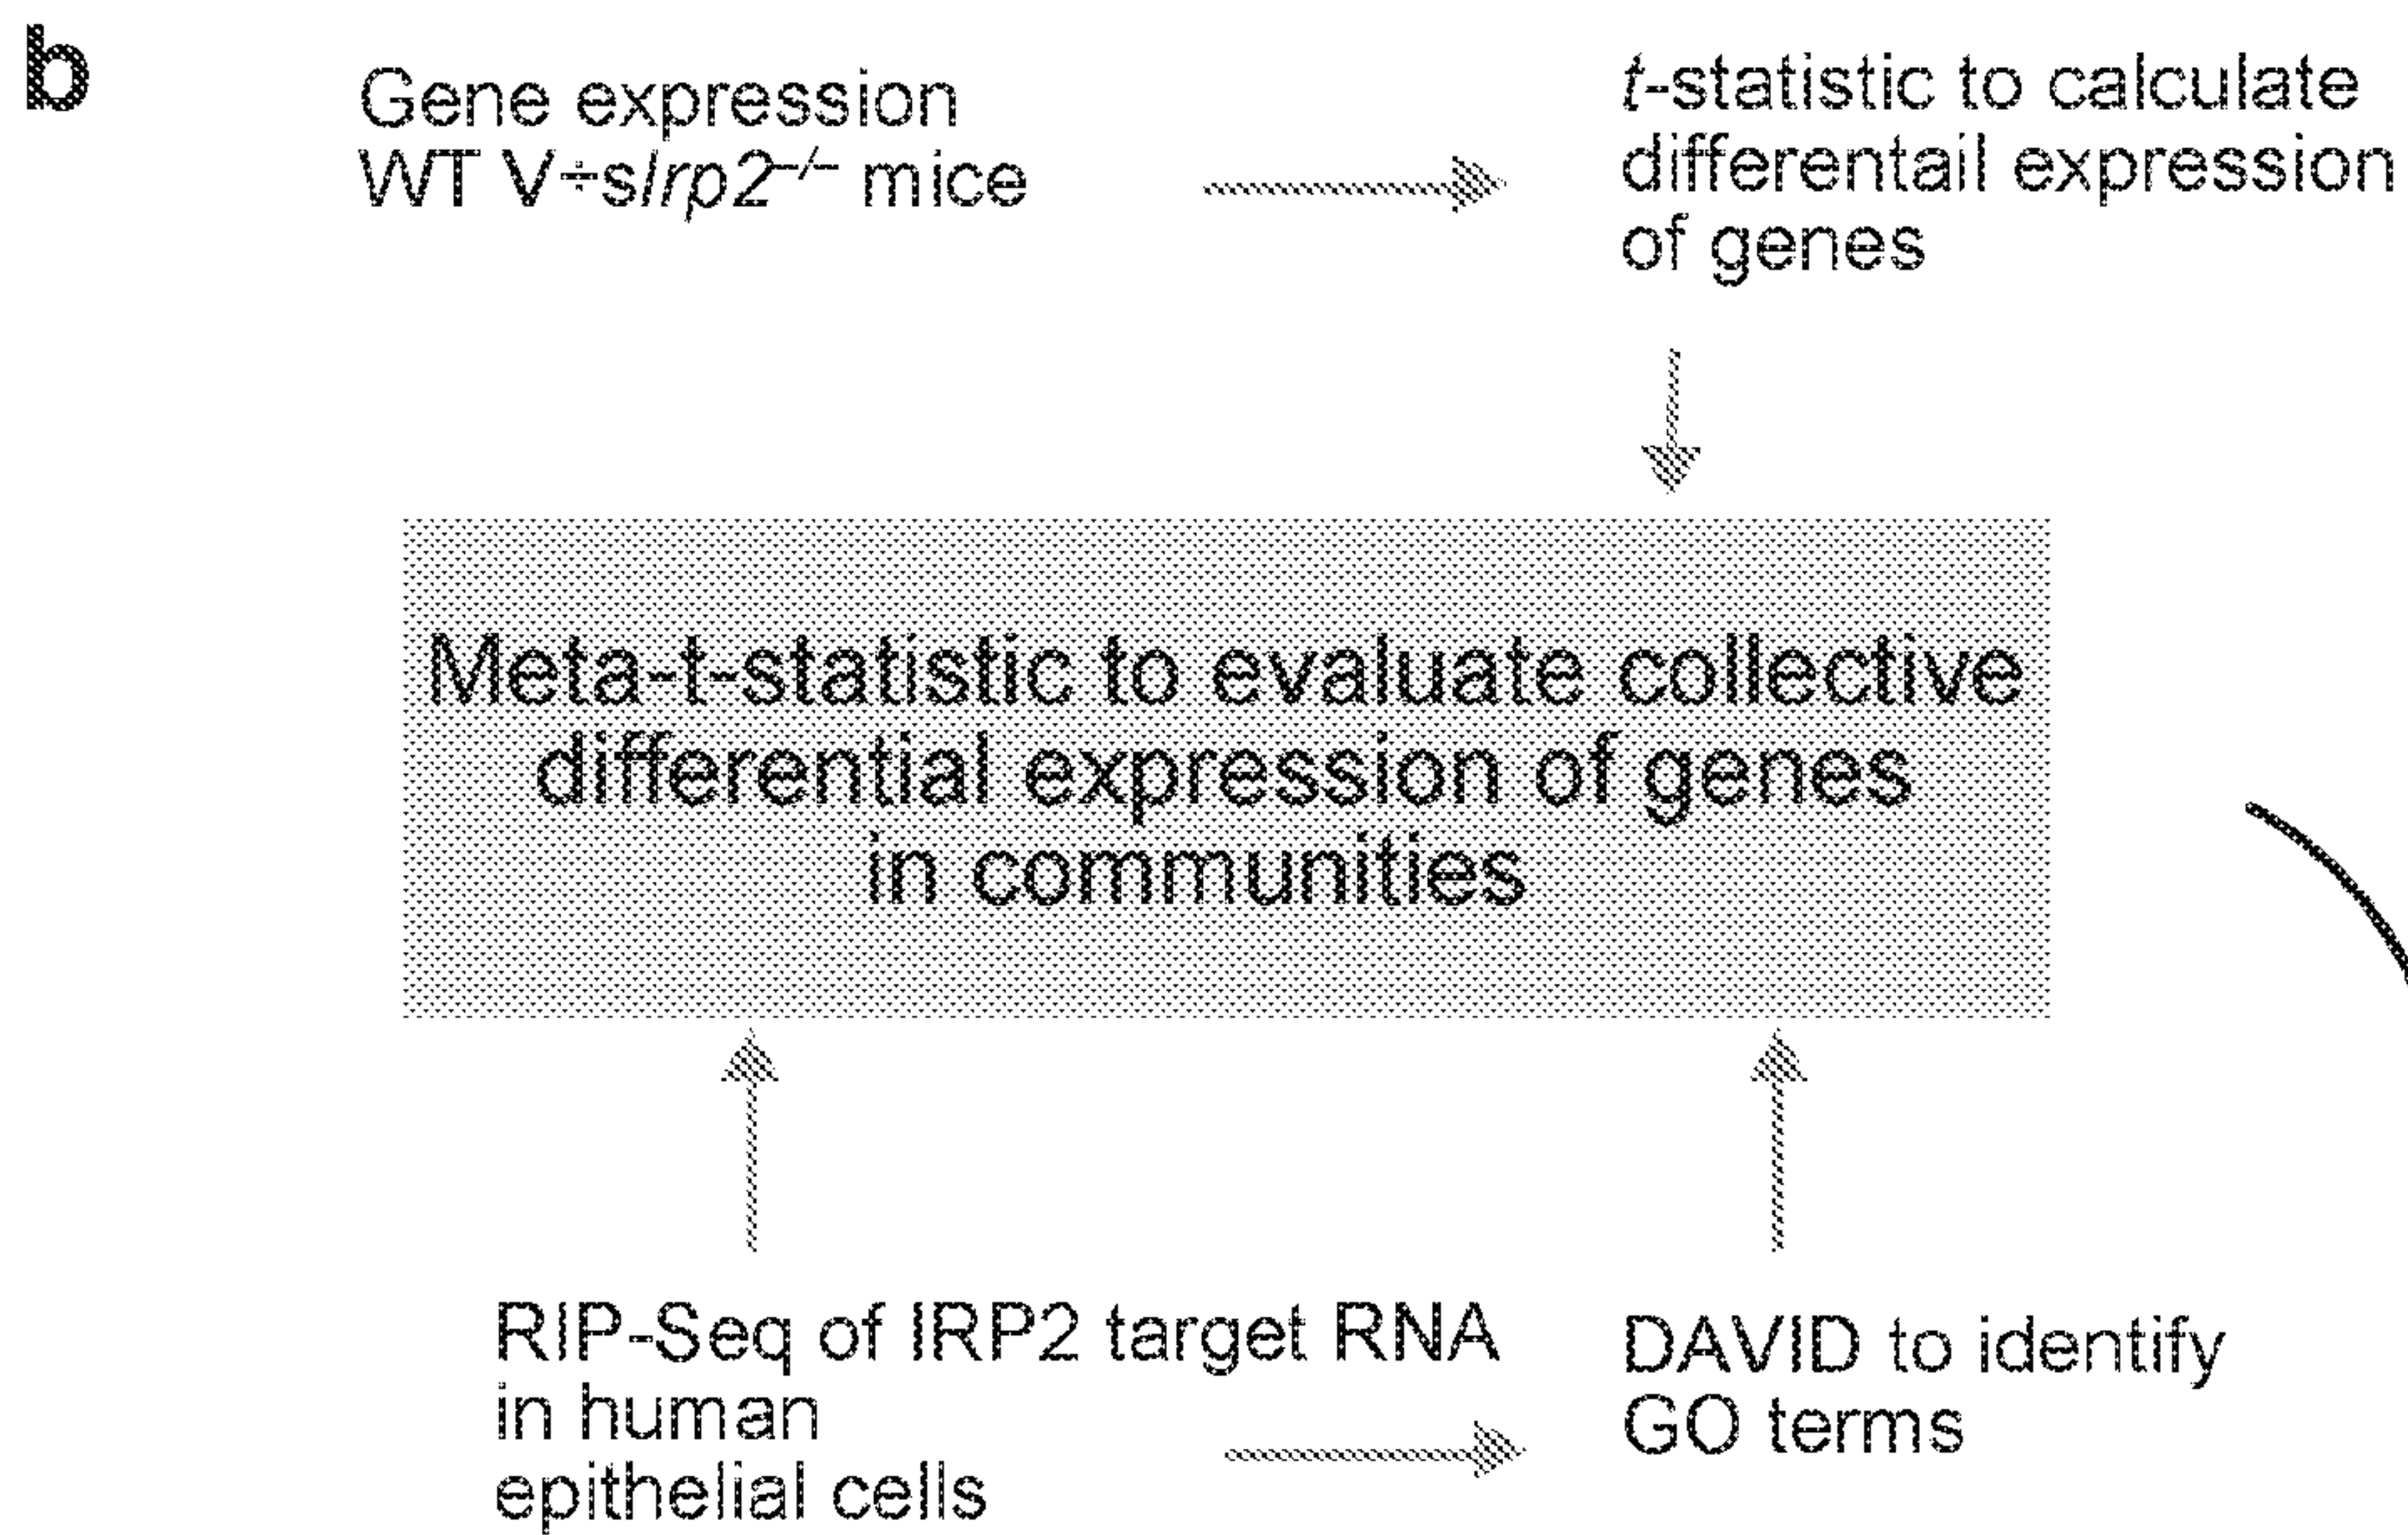 b
Gene expression
WT V÷sIrp2⁻/⁻ mice
t-statistic to calculate
differentail expression
of genes
Meta-t-statistic to evaluate collective
differential expression of genes
in communities
RIP-Seq of IRP2 target RNA
in human
epithelial cells
DAVID to identify
GO terms